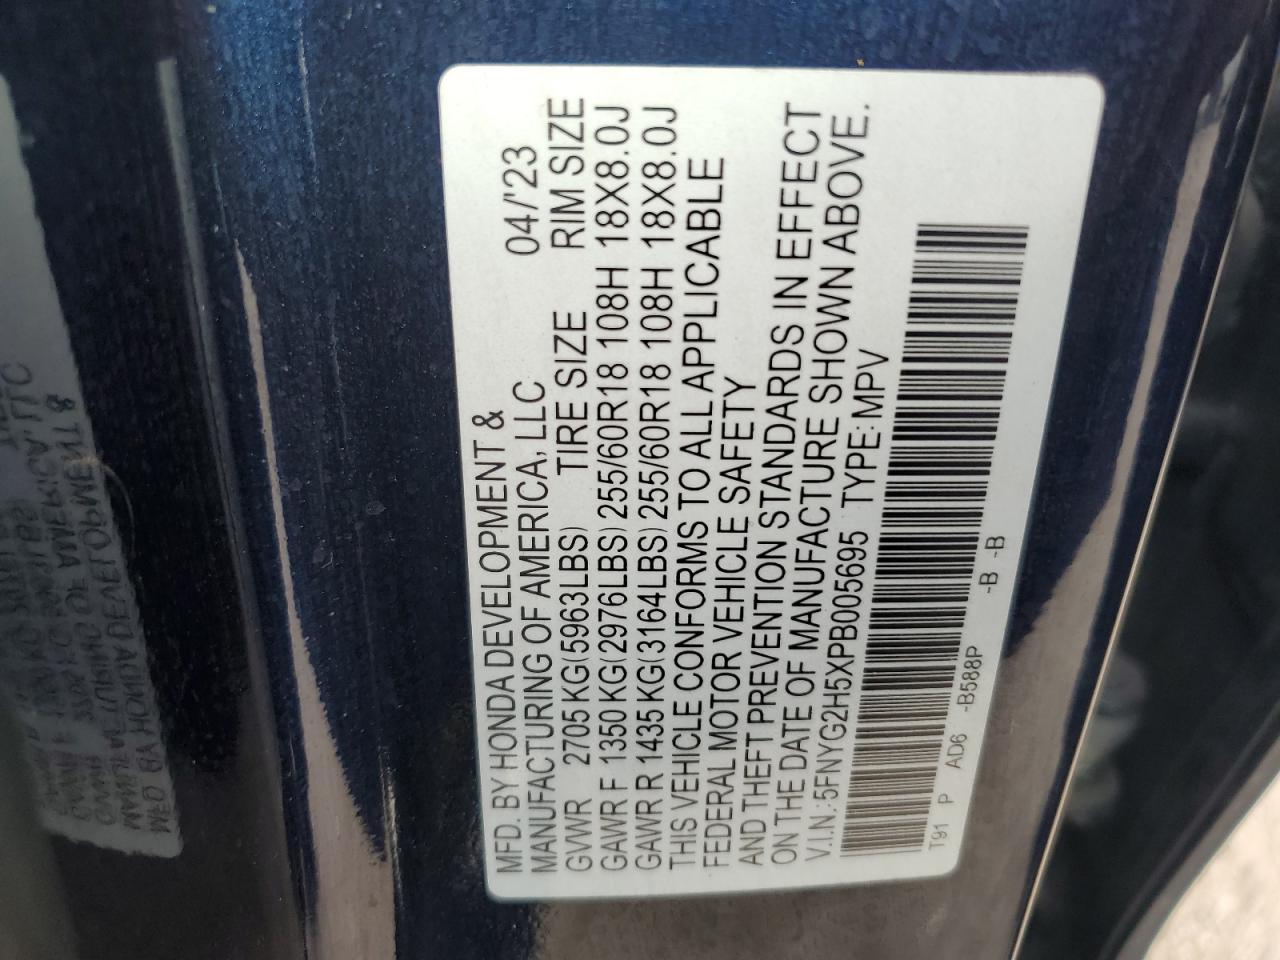 MFD. BY HONDA DEVELOPMENT &
MANUFACTURING OF AMERICA, LLC 04/'23
GVWR 2705 KG(5963LBS) TIRE SIZE RIM SIZE
GAWR F 1350 KG(2976LBS) 255/60R18 108H 18X8.0J
GAWR R 1435 KG(3164LBS) 255/60R18 108H 18X8.0J
THIS VEHICLE CONFORMS TO ALL APPLICABLE
FEDERAL MOTOR VEHICLE SAFETY
AND THEFT PREVENTION STANDARDS IN EFFECT
ON THE DATE OF MANUFACTURE SHOWN ABOVE.
V.I.N.: 5FNYG2H5XPB005695 TYPE: MPV
T91 P AD6 -B588P -B -B